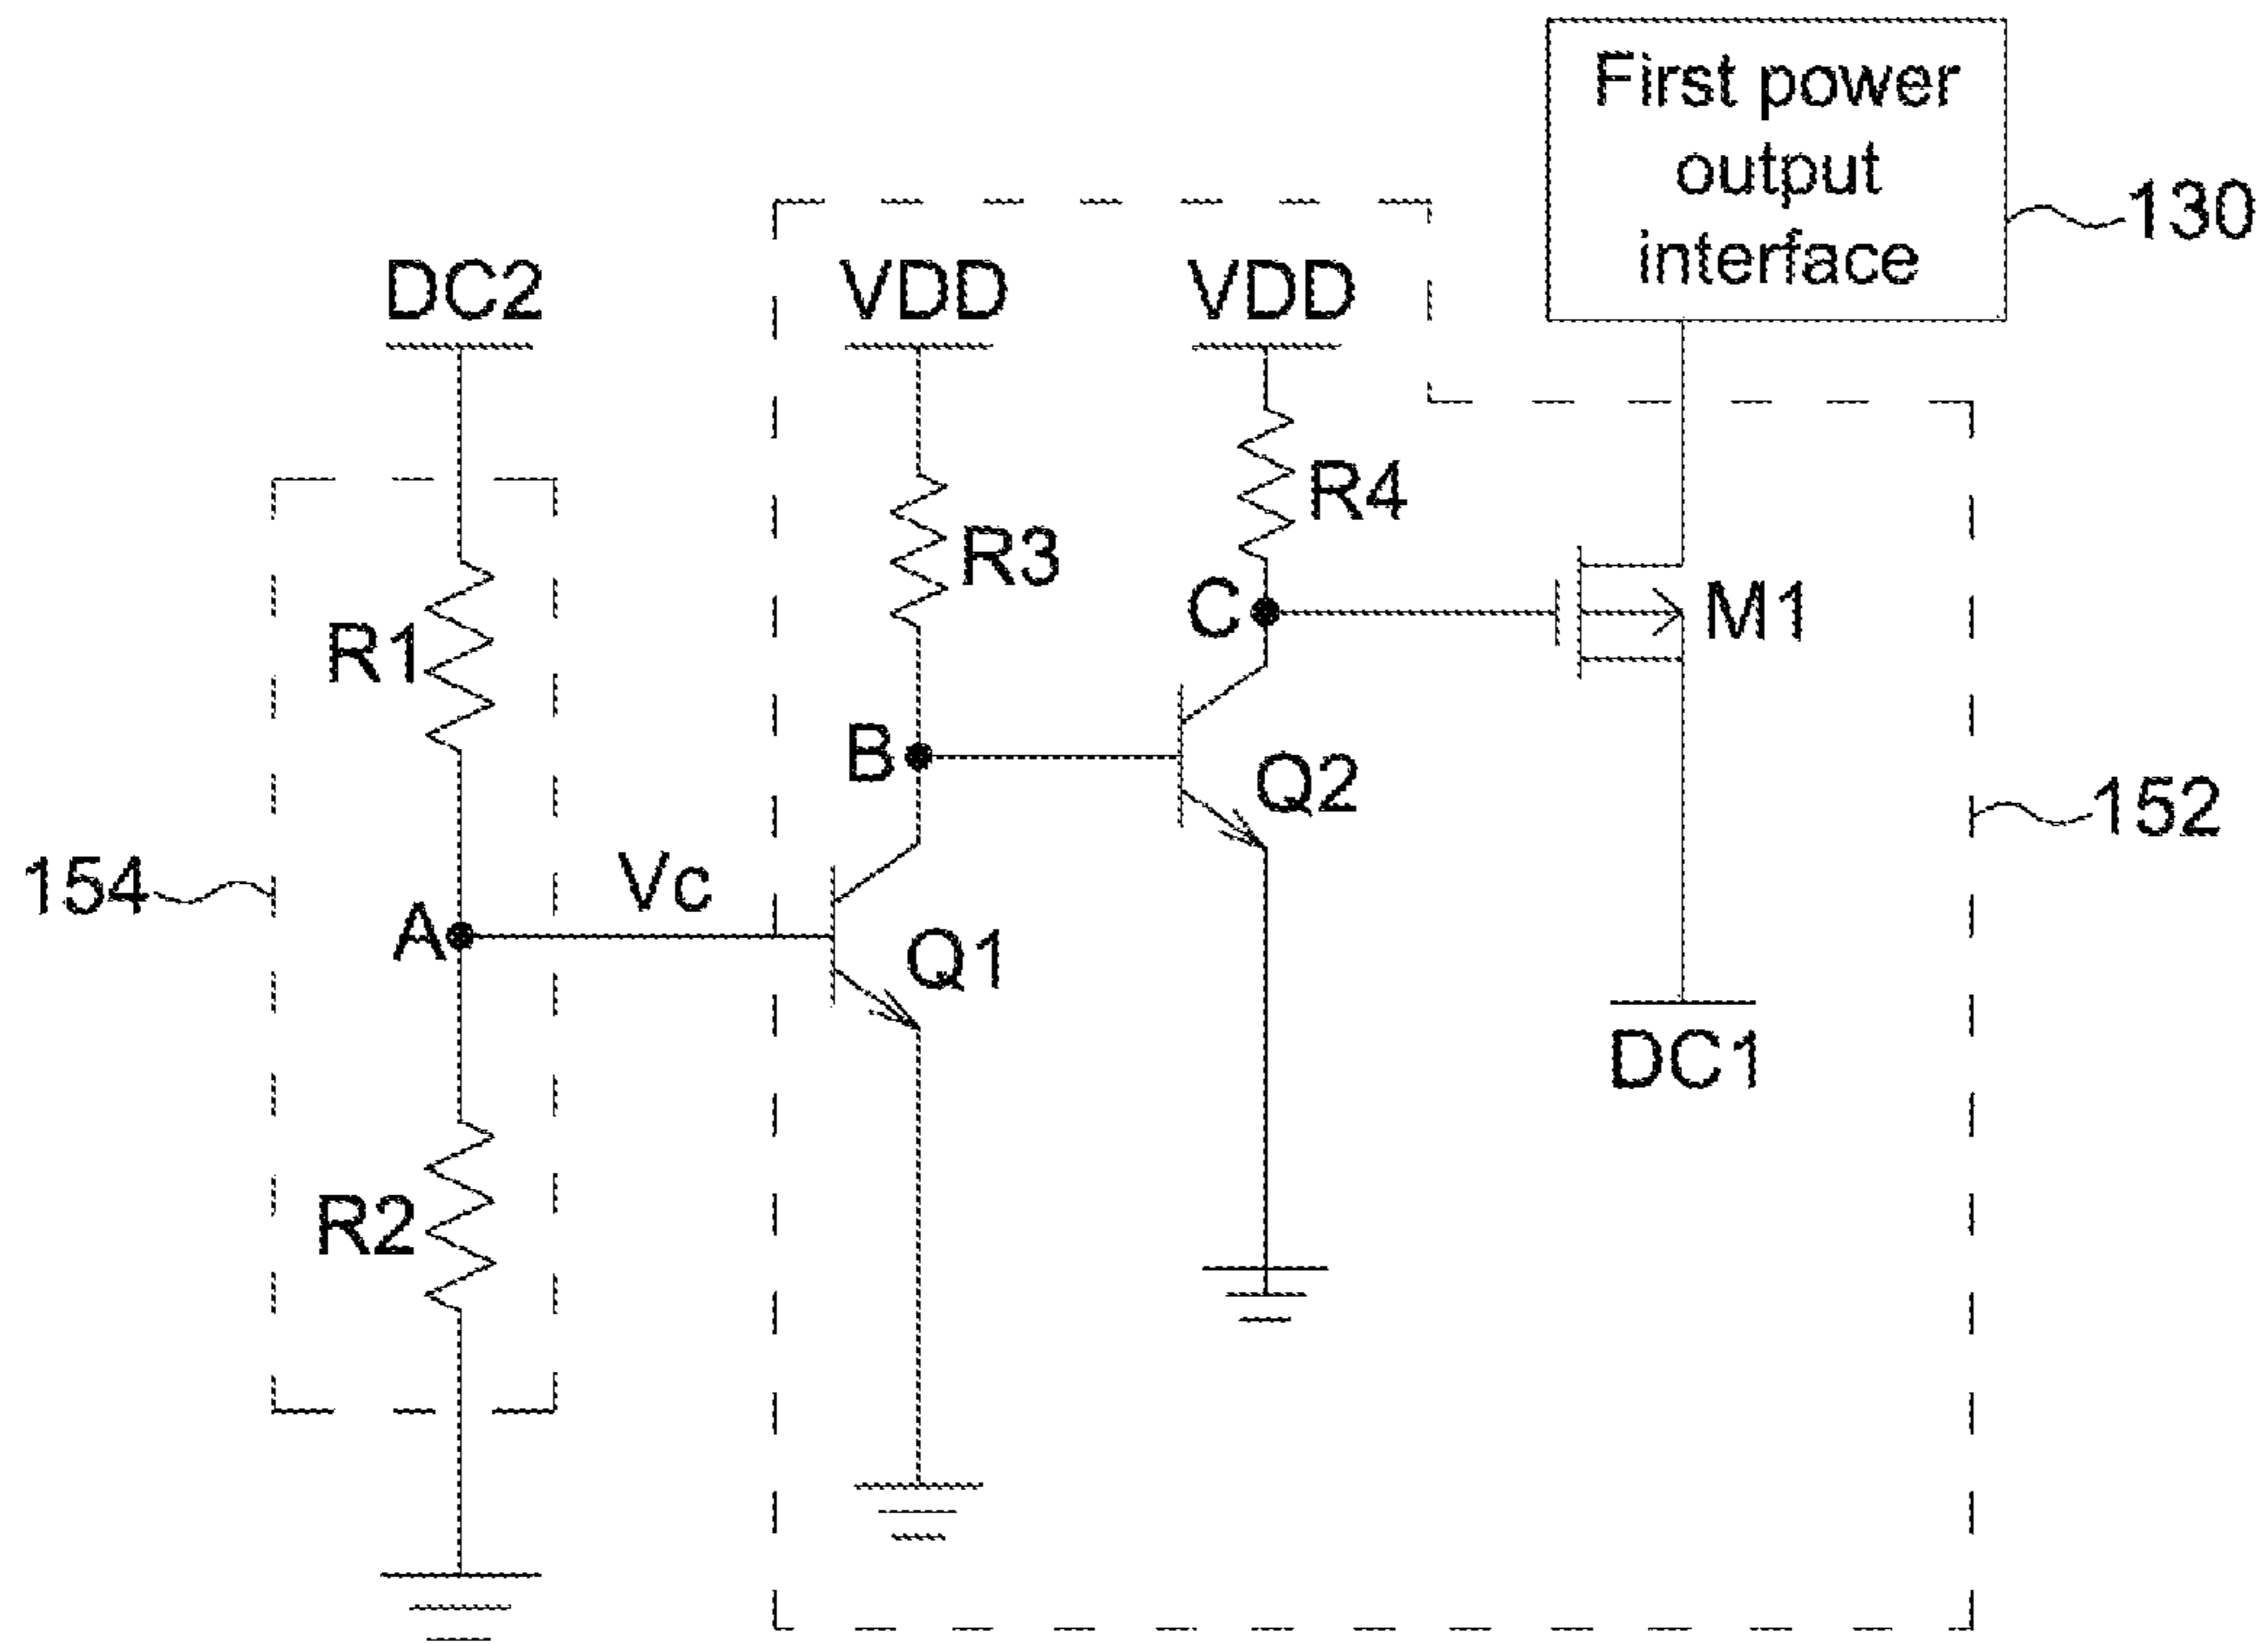 First power
output
interface
130
DC2
VDD
VDD
R4
R3
C
M1
R1
B
Q2
152
154
Vc
A
Q1
DC1
R2